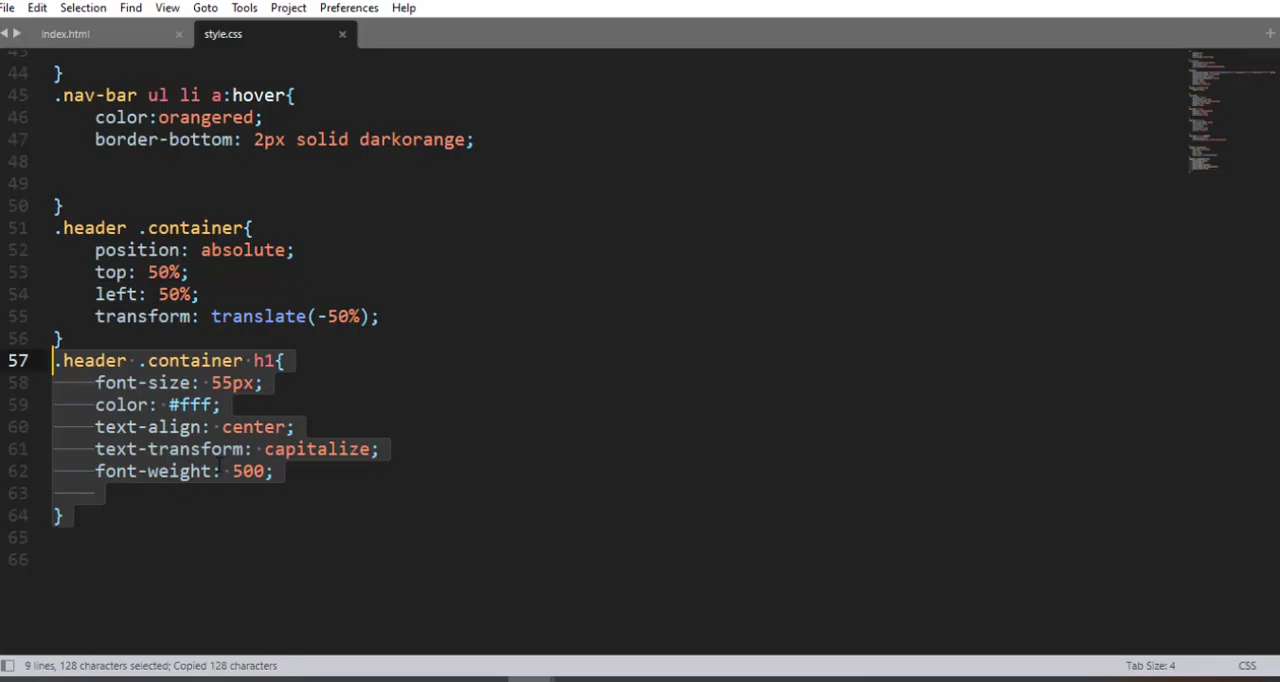 File Edit Selection Find View Goto Tools Project Preferences Help
index.html × style.css ×
43
44 }
45 .nav-bar ul li a:hover{
46 color:orangered;
47 border-bottom: 2px solid darkorange;
48
49
50 }
51 .header .container{
52 position: absolute;
53 top: 50%;
54 left: 50%;
55 transform: translate(-50%);
56 }
57 .header .container h1{
58 font-size: 55px;
59 color: #fff;
60 text-align: center;
61 text-transform: capitalize;
62 font-weight: 500;
63
64 }
65
66
9 lines, 128 characters selected; Copied 128 characters Tab Size: 4 CSS